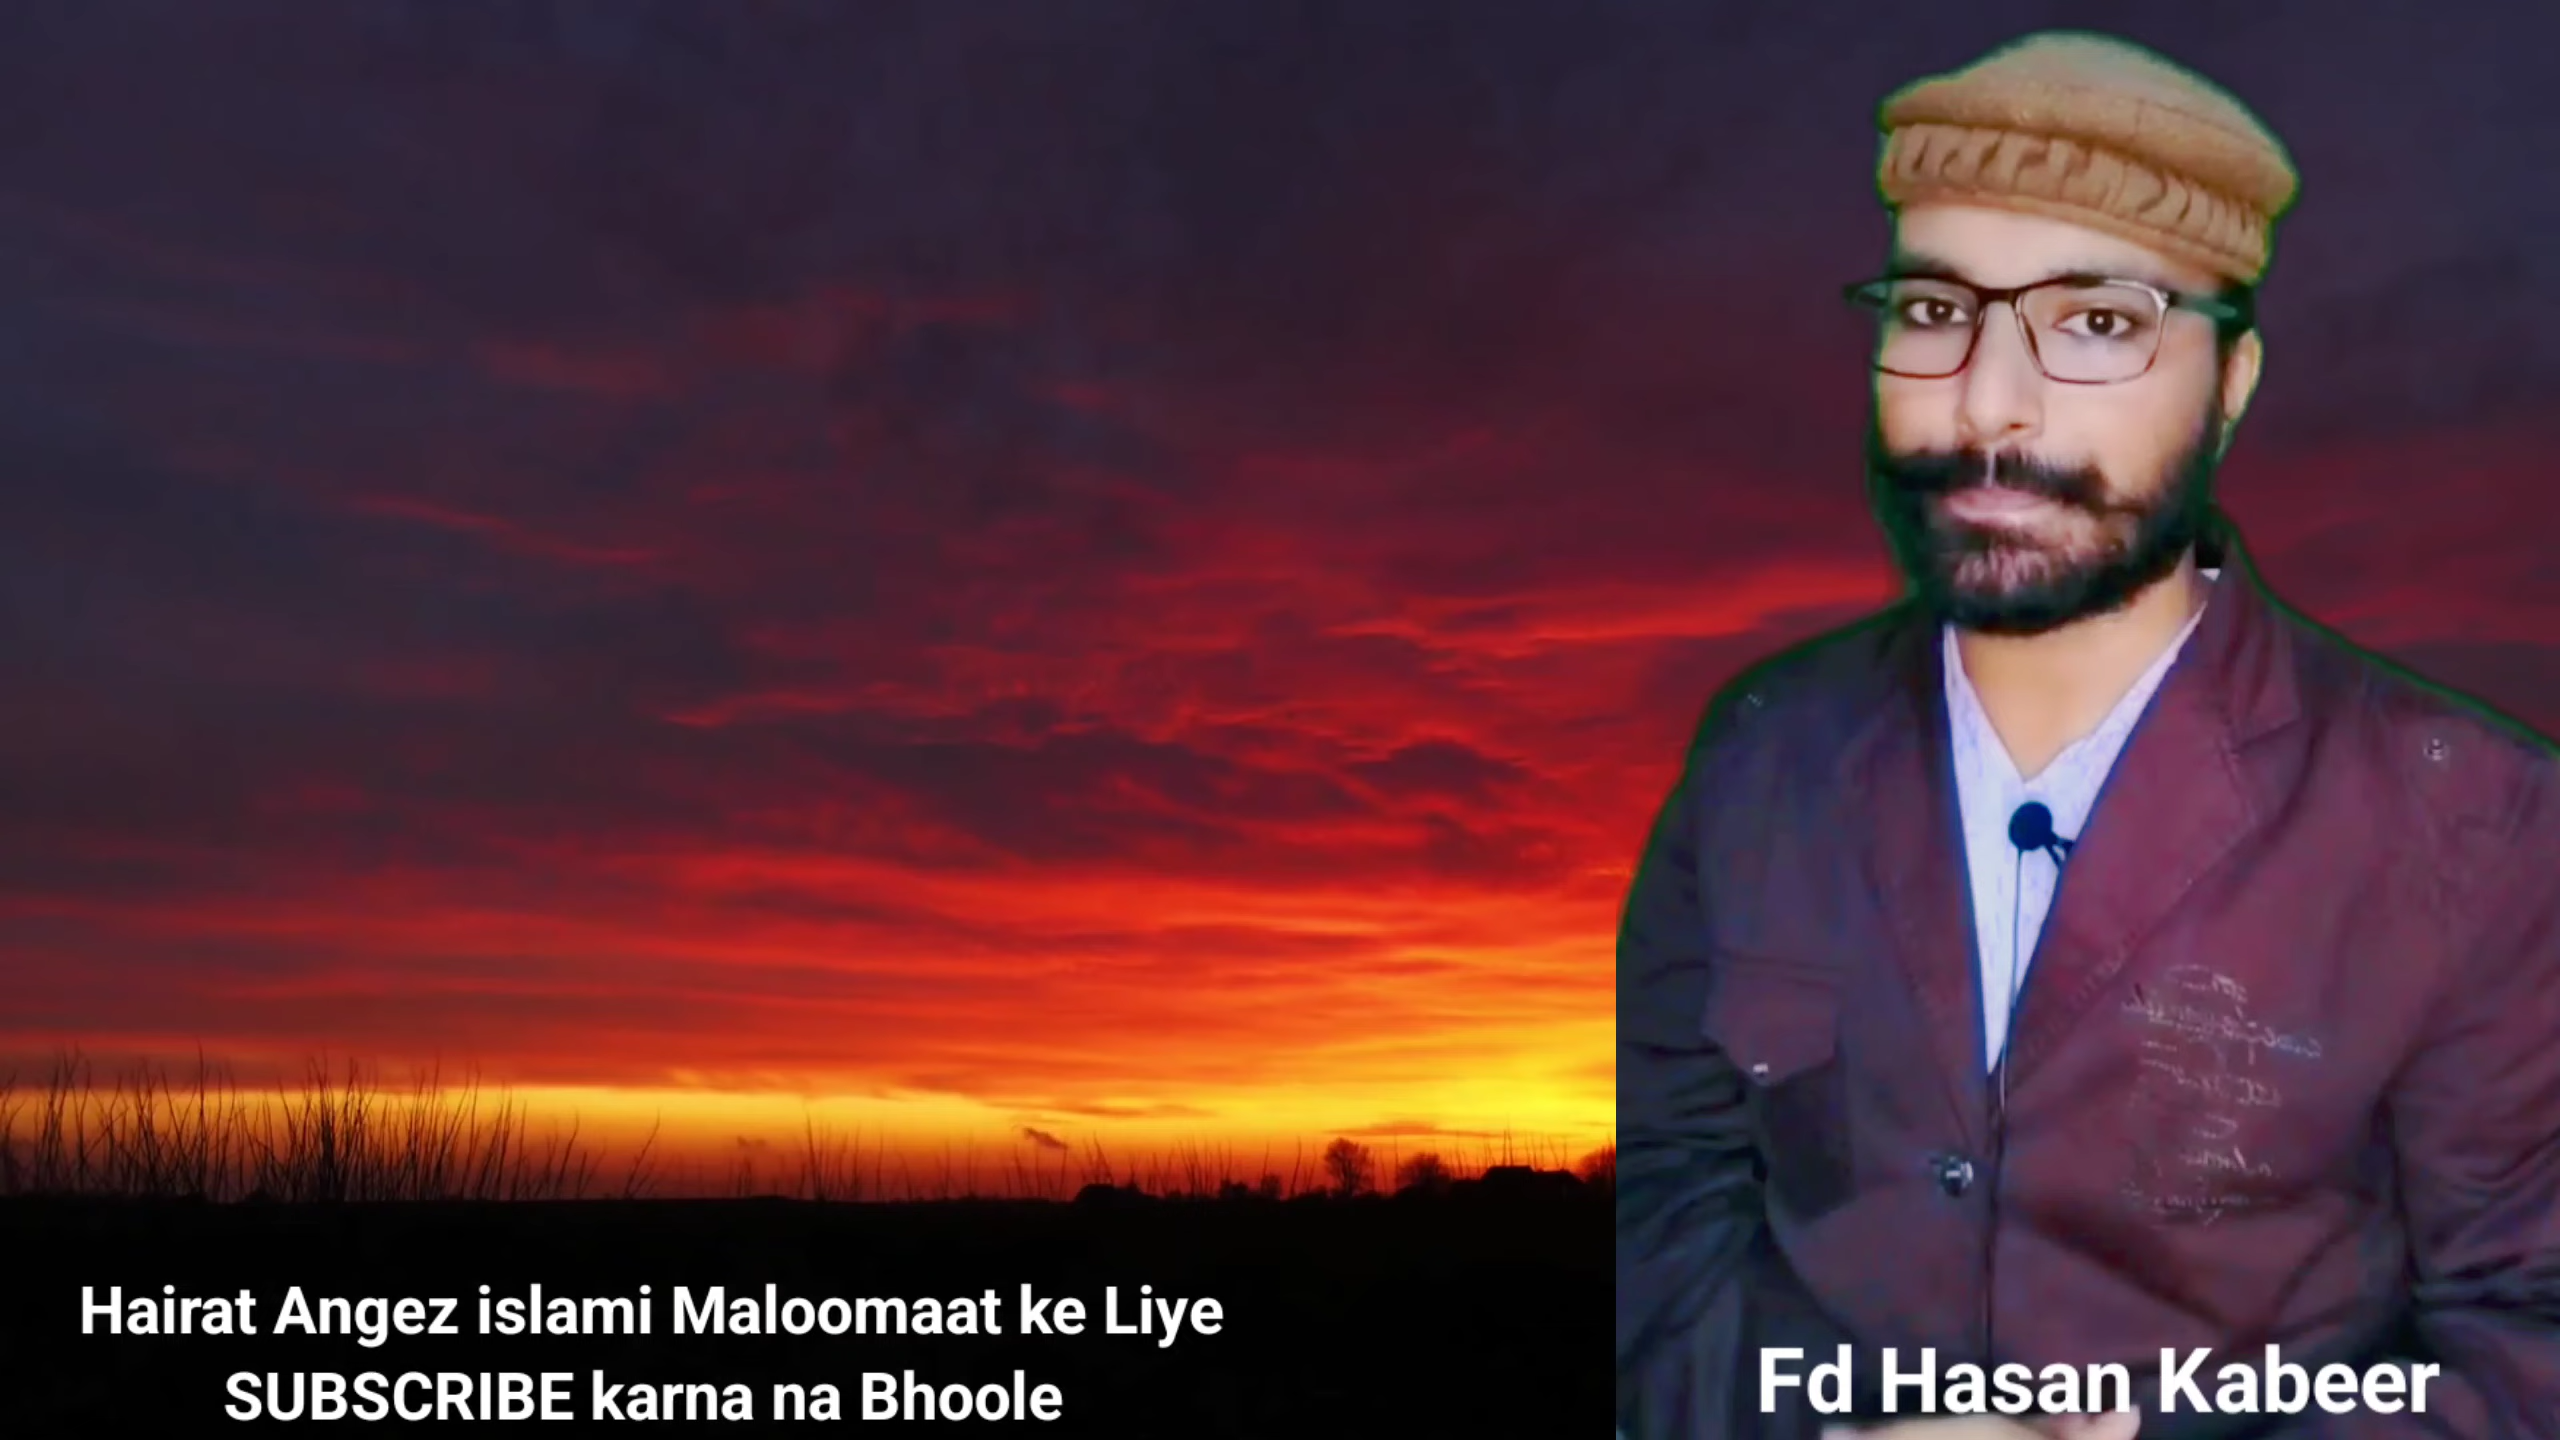 Hairat Angez islami Maloomaat ke Liye
SUBSCRIBE karna na Bhoole
Fd Hasan Kabeer